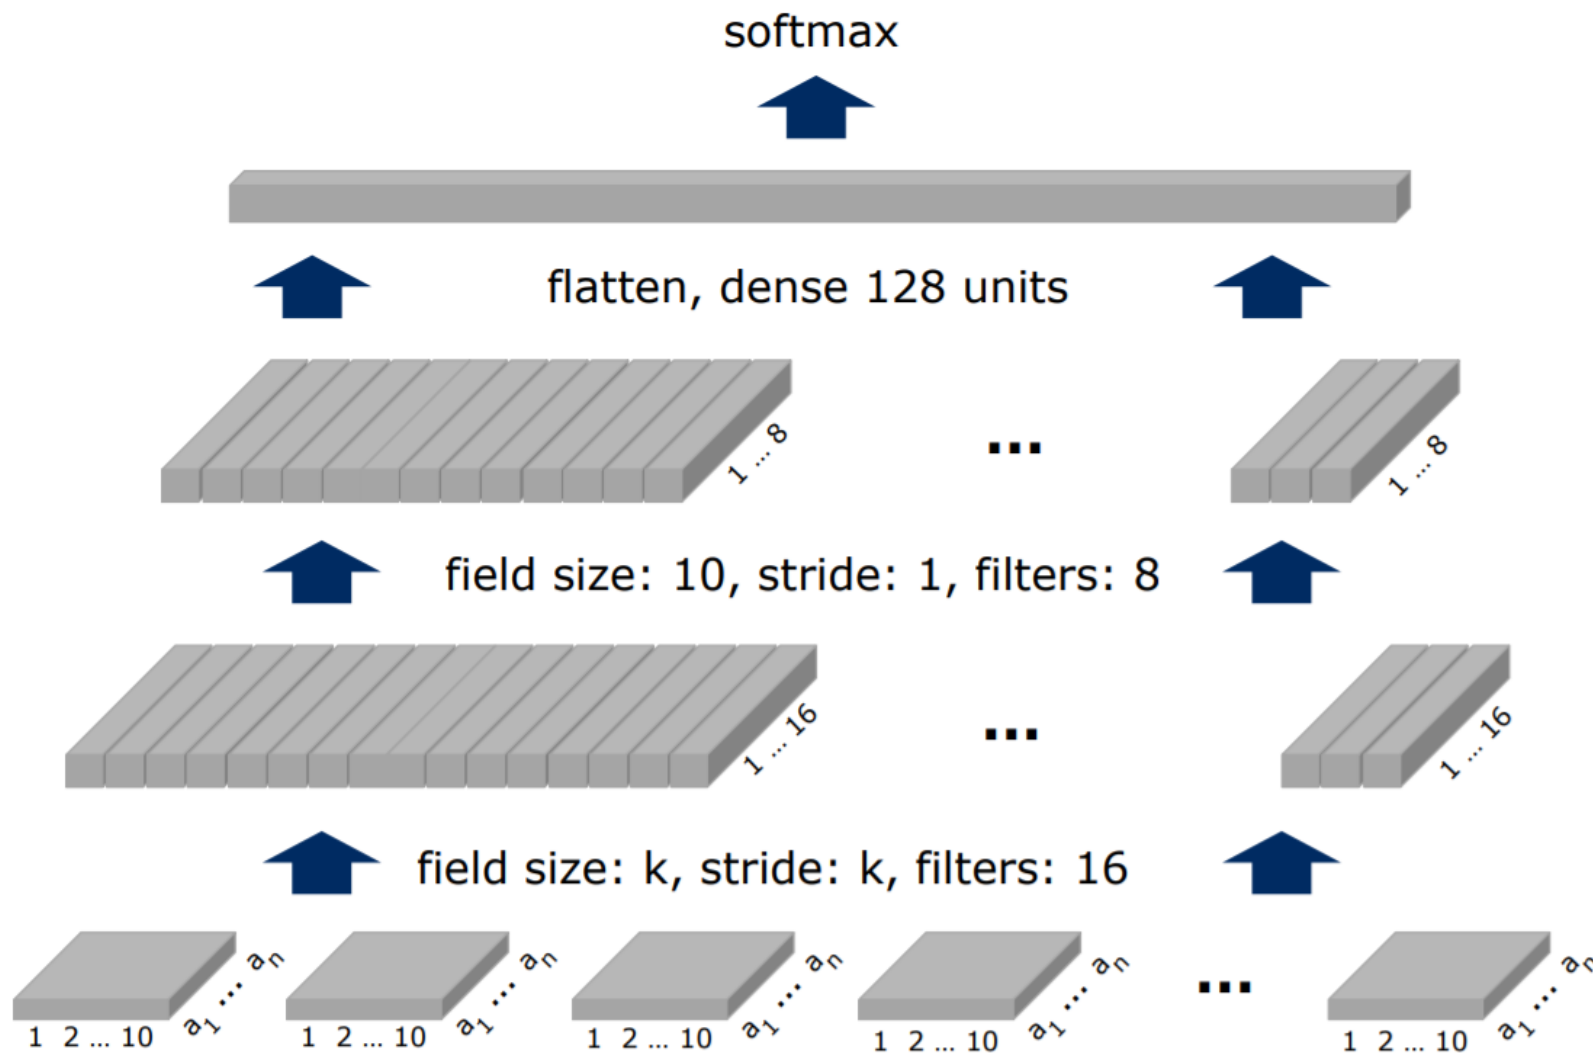 softmax
flatten, dense 128 units
1 ... 8
...
1 ... 8
field size: 10, stride: 1, filters: 8
1 ... 16
...
1 ... 16
field size: k, stride: k, filters: 16
a₁ ... aₙ
a₁ ... aₙ
a₁ ... aₙ
a₁ ... aₙ
...
a₁ ... aₙ
1 2 ... 10
1 2 ... 10
1 2 ... 10
1 2 ... 10
1 2 ... 10